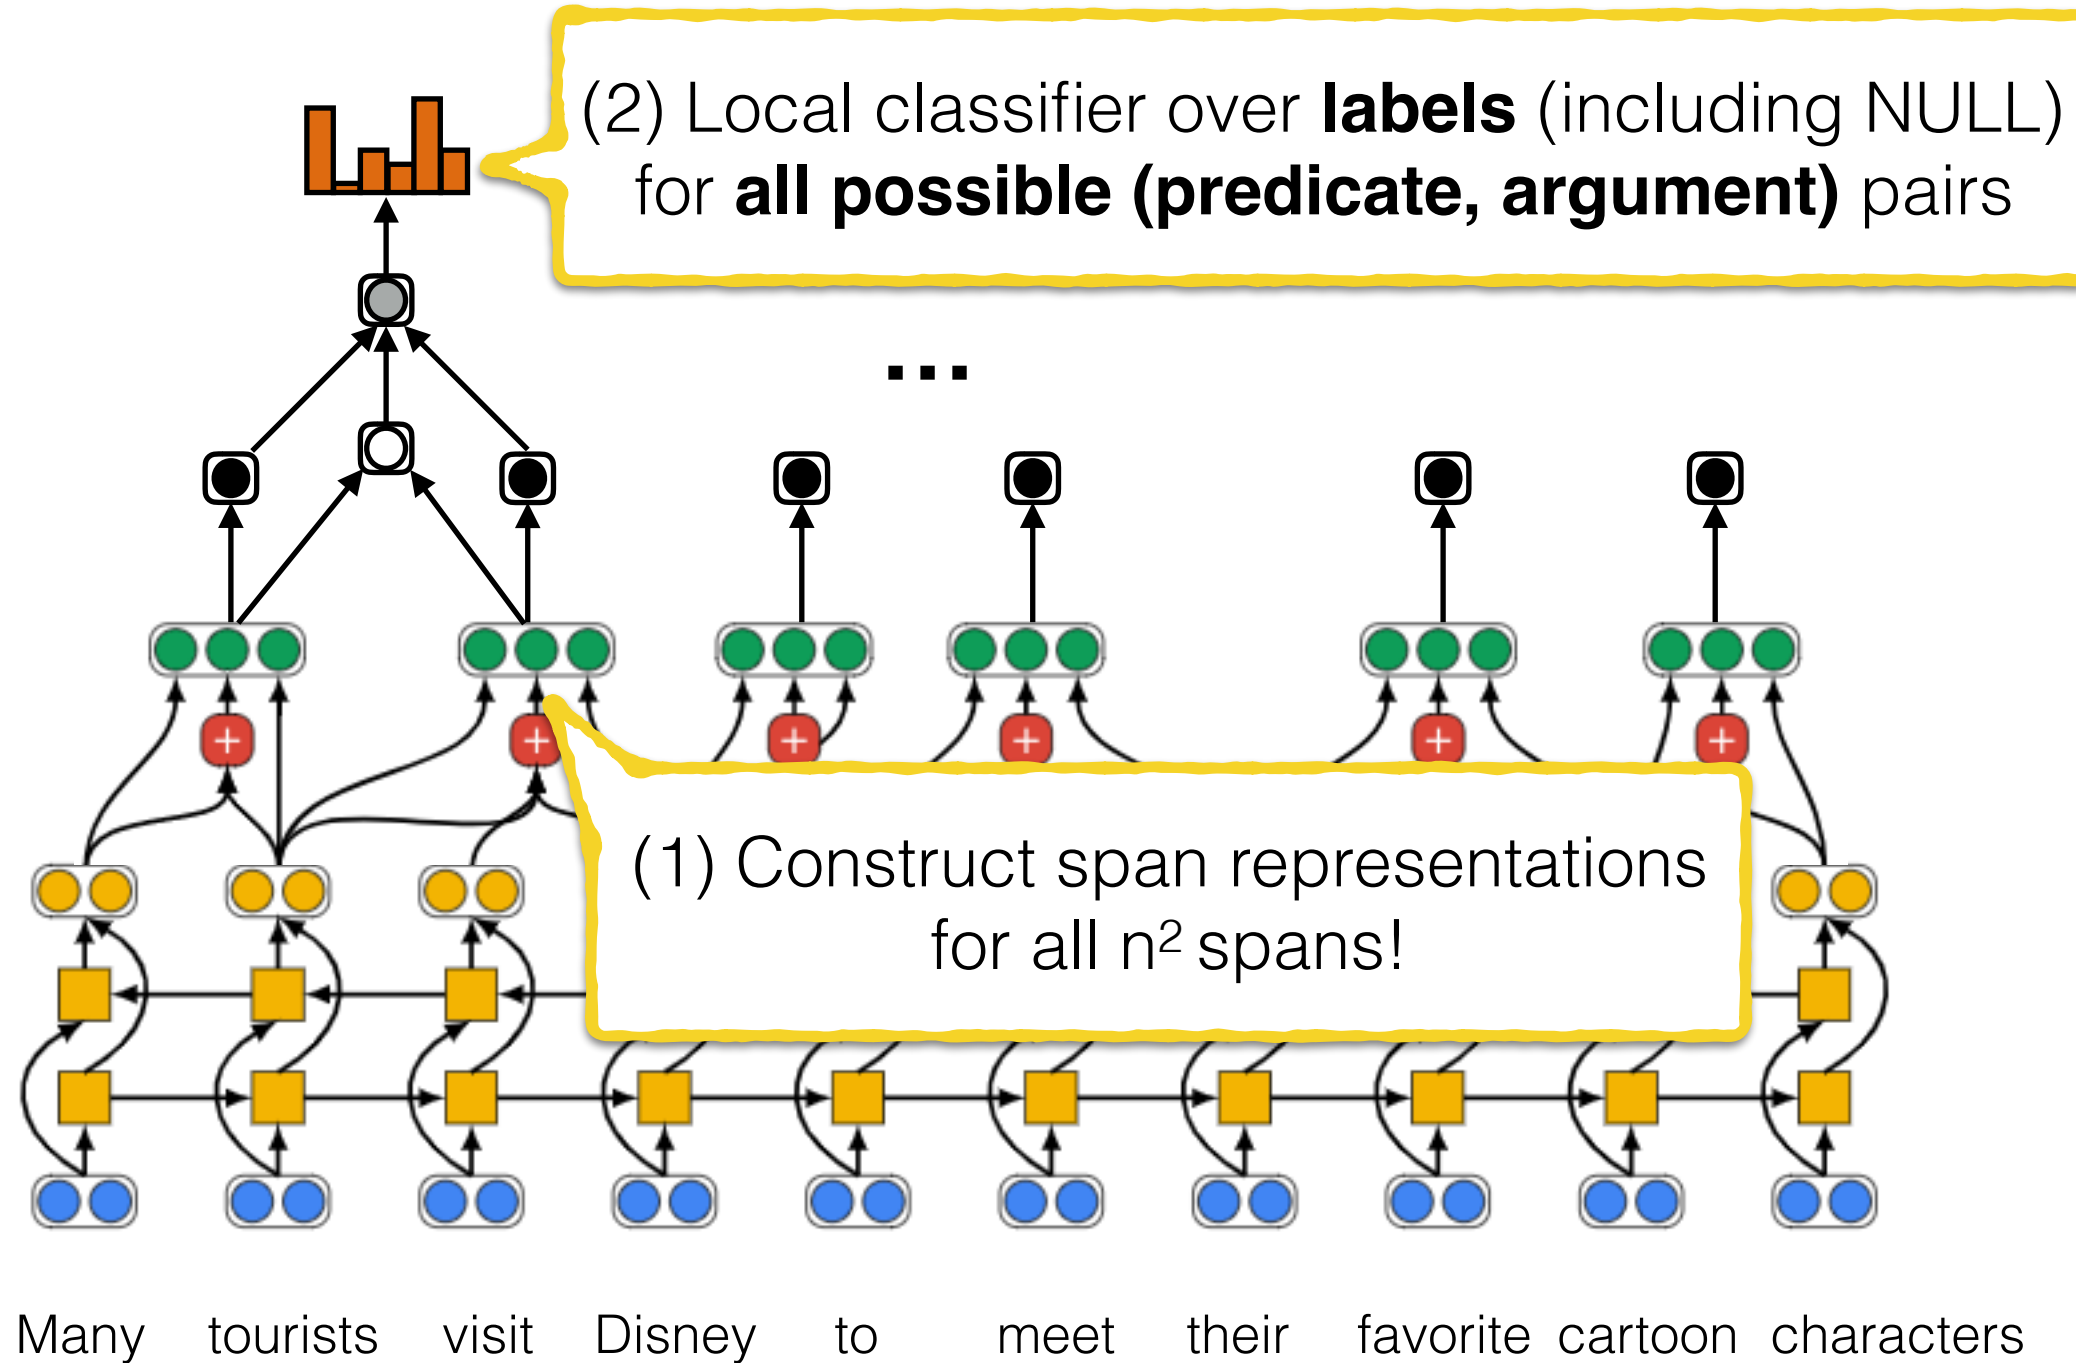 (2) Local classifier over labels (including NULL)
for all possible (predicate, argument) pairs
...
+ + + + + +
(1) Construct span representations
for all n² spans!
Many tourists visit Disney to meet their favorite cartoon characters